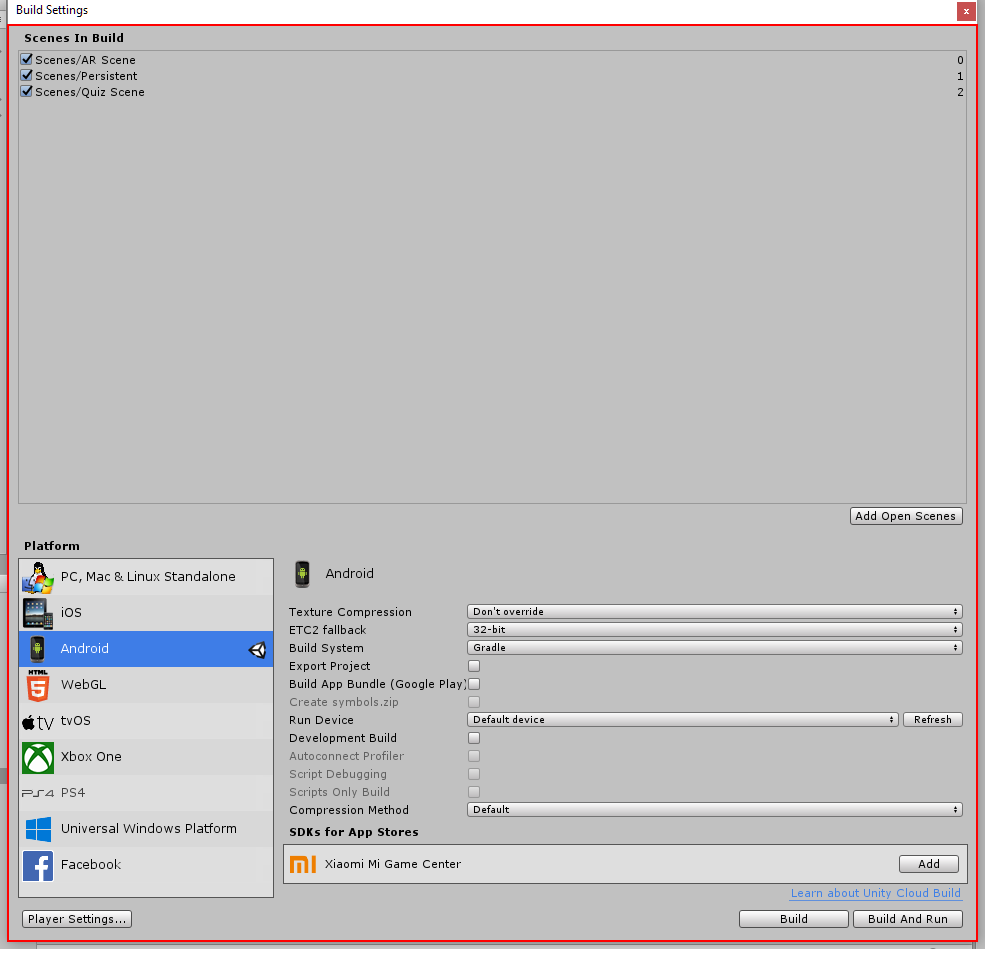 Build Settings
x
Scenes In Build
Scenes/AR Scene 0
Scenes/Persistent 1
Scenes/Quiz Scene 2
Add Open Scenes
Platform
PC, Mac & Linux Standalone
iOS
Android
HTML
5
WebGL
tv
tvOS
Xbox One
PS4
PS4
Universal Windows Platform
f
Facebook
Android
Texture Compression Don't override
ETC2 fallback 32-bit
Build System Gradle
Export Project
Build App Bundle (Google Play)
Create symbols.zip
Run Device Default device Refresh
Development Build
Autoconnect Profiler
Script Debugging
Scripts Only Build
Compression Method Default
SDKs for App Stores
mi Xiaomi Mi Game Center Add
Learn about Unity Cloud Build
Player Settings... Build Build And Run